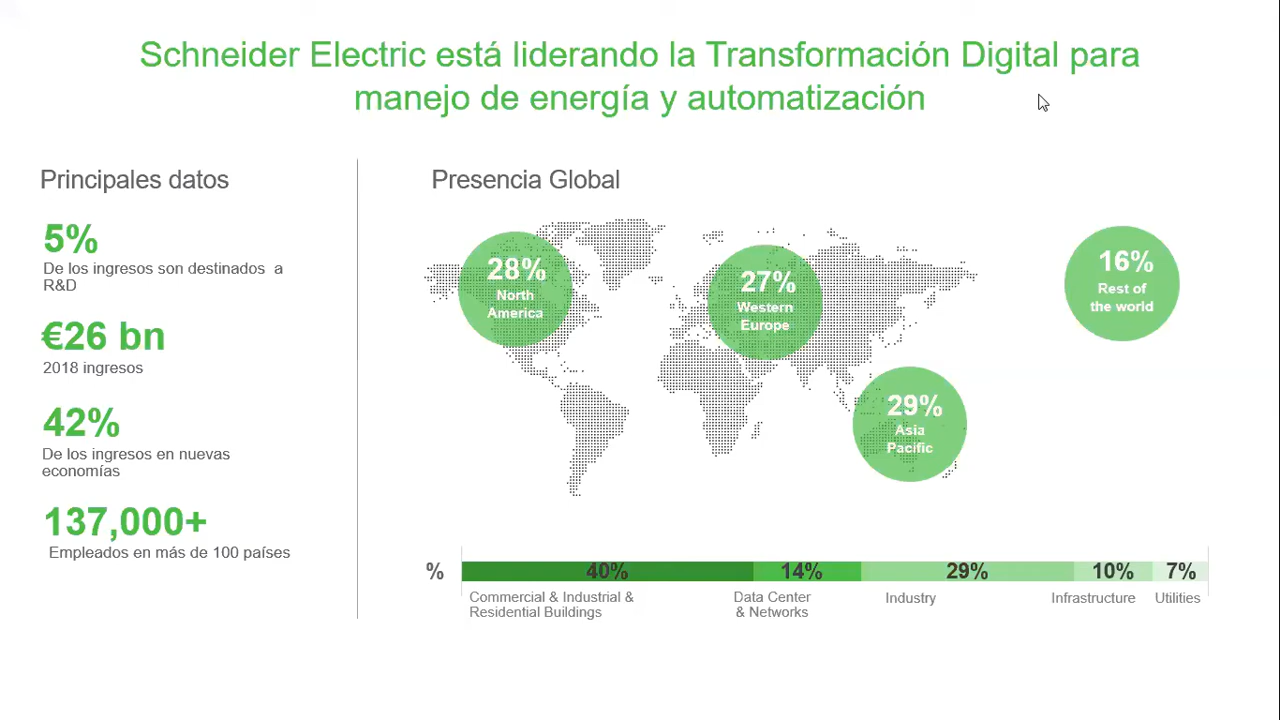 Schneider Electric está liderando la Transformación Digital para
manejo de energía y automatización
Principales datos
5%
De los ingresos son destinados a
R&D
€26 bn
2018 ingresos
42%
De los ingresos en nuevas
economías
137,000+
Empleados en más de 100 países
Presencia Global
28%
North
America
27%
Western
Europe
16%
Rest of
the world
29%
Asia
Pacific
% 40% 14% 29% 10% 7%
Commercial & Industrial &
Residential Buildings
Data Center
& Networks
Industry
Infrastructure
Utilities